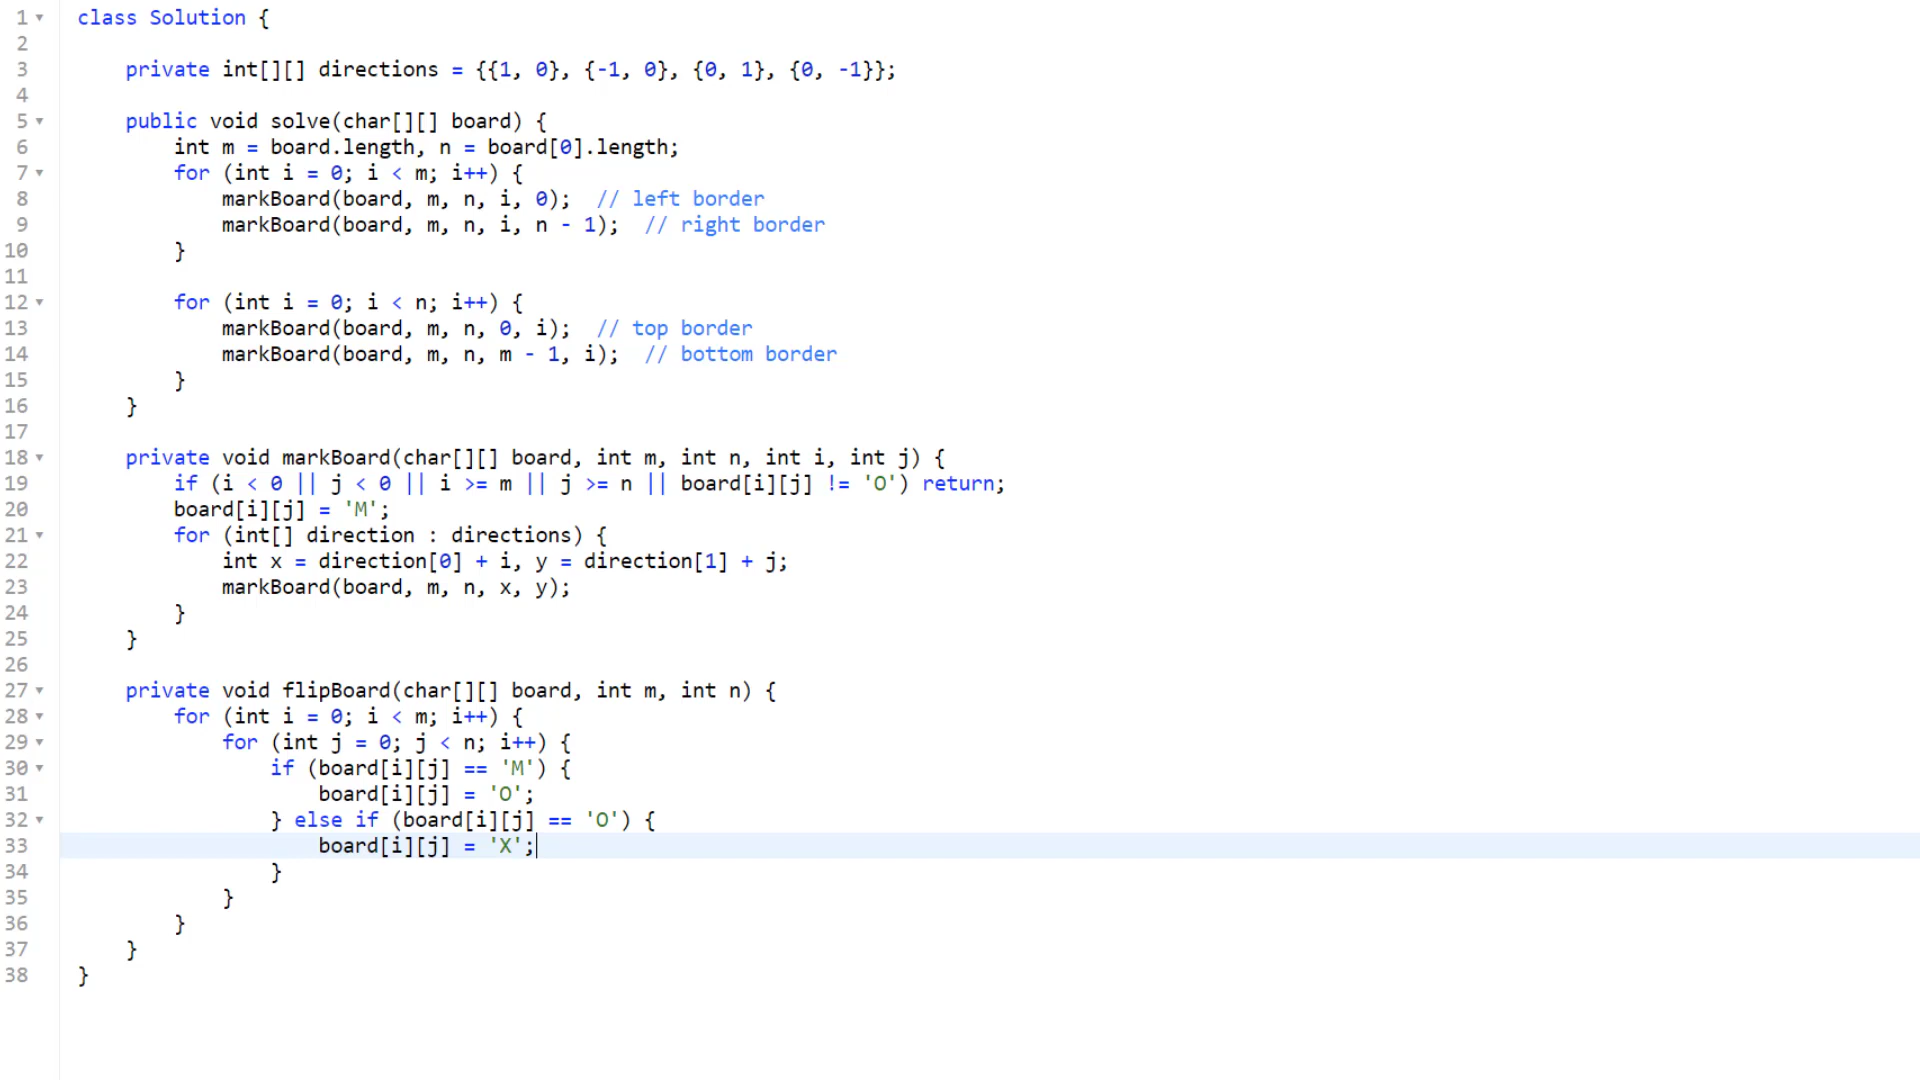 1 class Solution {
2
3     private int[][] directions = {{1, 0}, {-1, 0}, {0, 1}, {0, -1}};
4
5     public void solve(char[][] board) {
6         int m = board.length, n = board[0].length;
7         for (int i = 0; i < m; i++) {
8             markBoard(board, m, n, i, 0);  // left border
9             markBoard(board, m, n, i, n - 1);  // right border
10         }
11
12         for (int i = 0; i < n; i++) {
13             markBoard(board, m, n, 0, i);  // top border
14             markBoard(board, m, n, m - 1, i);  // bottom border
15         }
16     }
17
18     private void markBoard(char[][] board, int m, int n, int i, int j) {
19         if (i < 0 || j < 0 || i >= m || j >= n || board[i][j] != 'O') return;
20         board[i][j] = 'M';
21         for (int[] direction : directions) {
22             int x = direction[0] + i, y = direction[1] + j;
23             markBoard(board, m, n, x, y);
24         }
25     }
26
27     private void flipBoard(char[][] board, int m, int n) {
28         for (int i = 0; i < m; i++) {
29             for (int j = 0; j < n; i++) {
30                 if (board[i][j] == 'M') {
31                     board[i][j] = 'O';
32                 } else if (board[i][j] == 'O') {
33                     board[i][j] = 'X';
34                 }
35             }
36         }
37     }
38 }